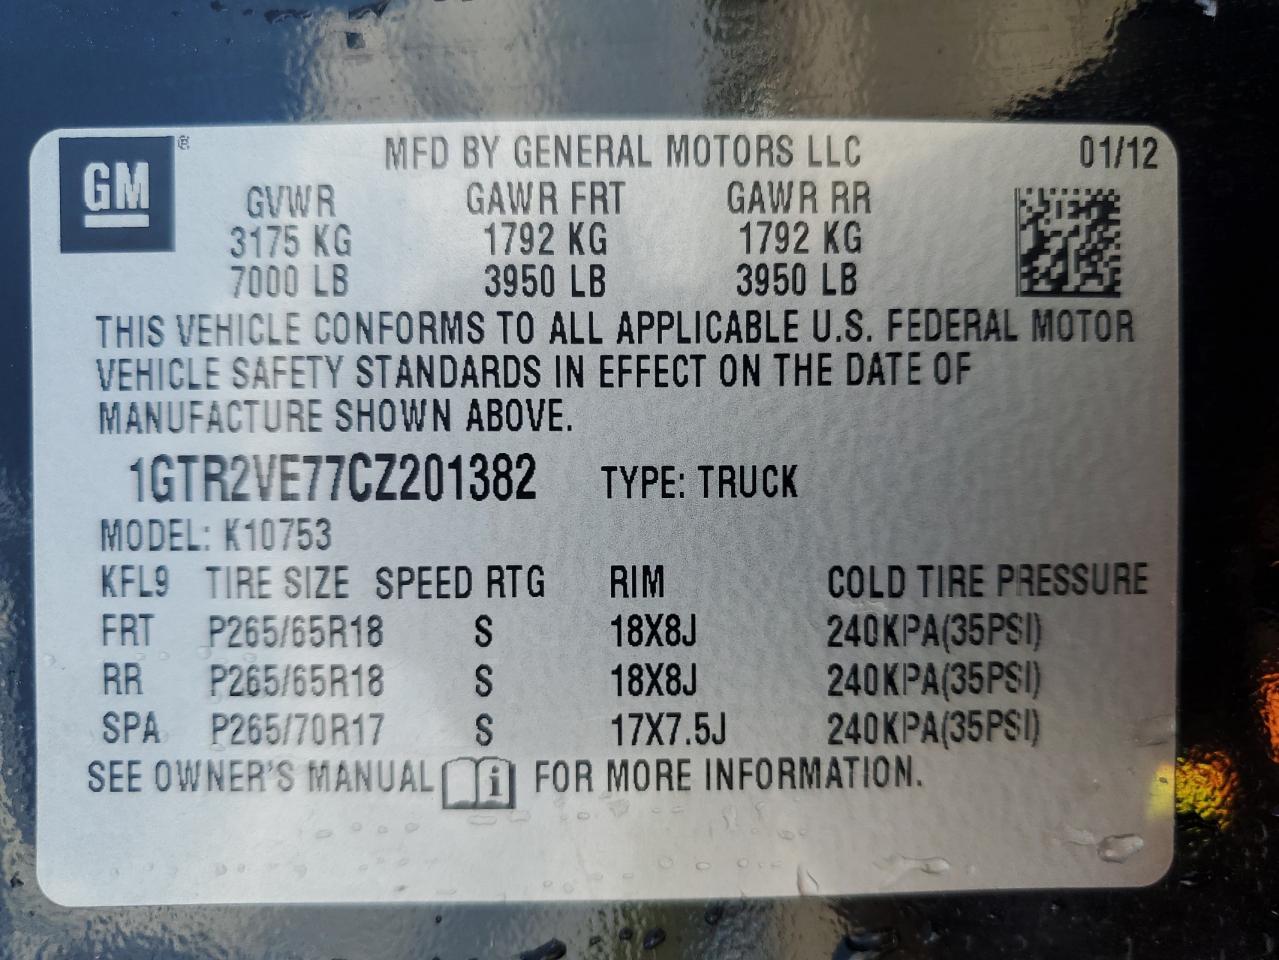 GM ® MFD BY GENERAL MOTORS LLC 01/12
GVWR GAWR FRT GAWR RR
3175 KG 1792 KG 1792 KG
7000 LB 3950 LB 3950 LB
THIS VEHICLE CONFORMS TO ALL APPLICABLE U.S. FEDERAL MOTOR
VEHICLE SAFETY STANDARDS IN EFFECT ON THE DATE OF
MANUFACTURE SHOWN ABOVE.
1GTR2VE77CZ201382 TYPE: TRUCK
MODEL: K10753
KFL9 TIRE SIZE SPEED RTG RIM COLD TIRE PRESSURE
FRT P265/65R18 S 18X8J 240KPA(35PSI)
RR P265/65R18 S 18X8J 240KPA(35PSI)
SPA P265/70R17 S 17X7.5J 240KPA(35PSI)
SEE OWNER'S MANUAL i FOR MORE INFORMATION.